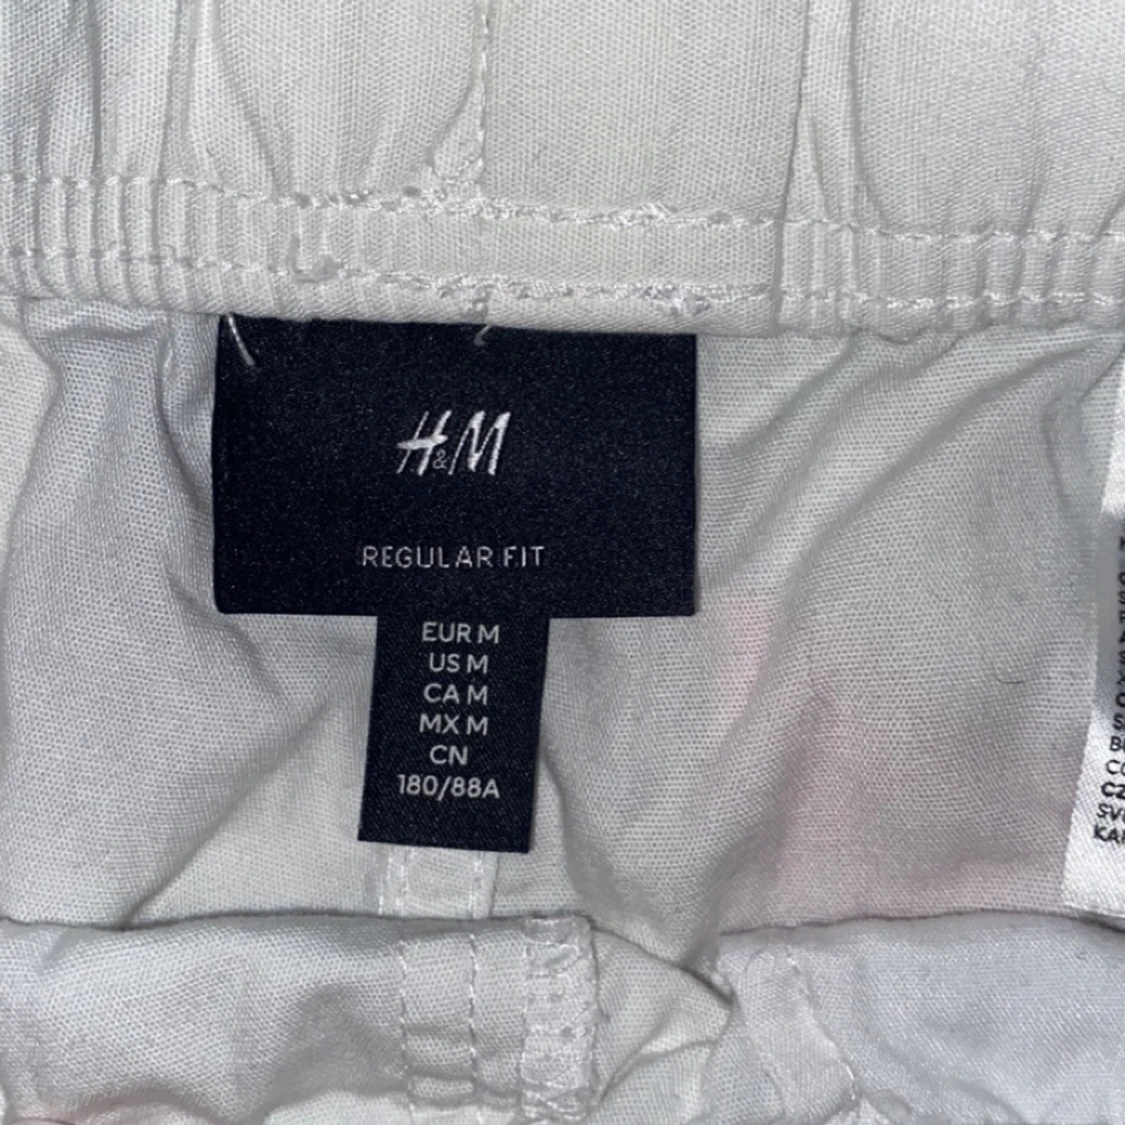 H&M
REGULAR FIT
EUR M
US M
CA M
MX M
CN
180/88A